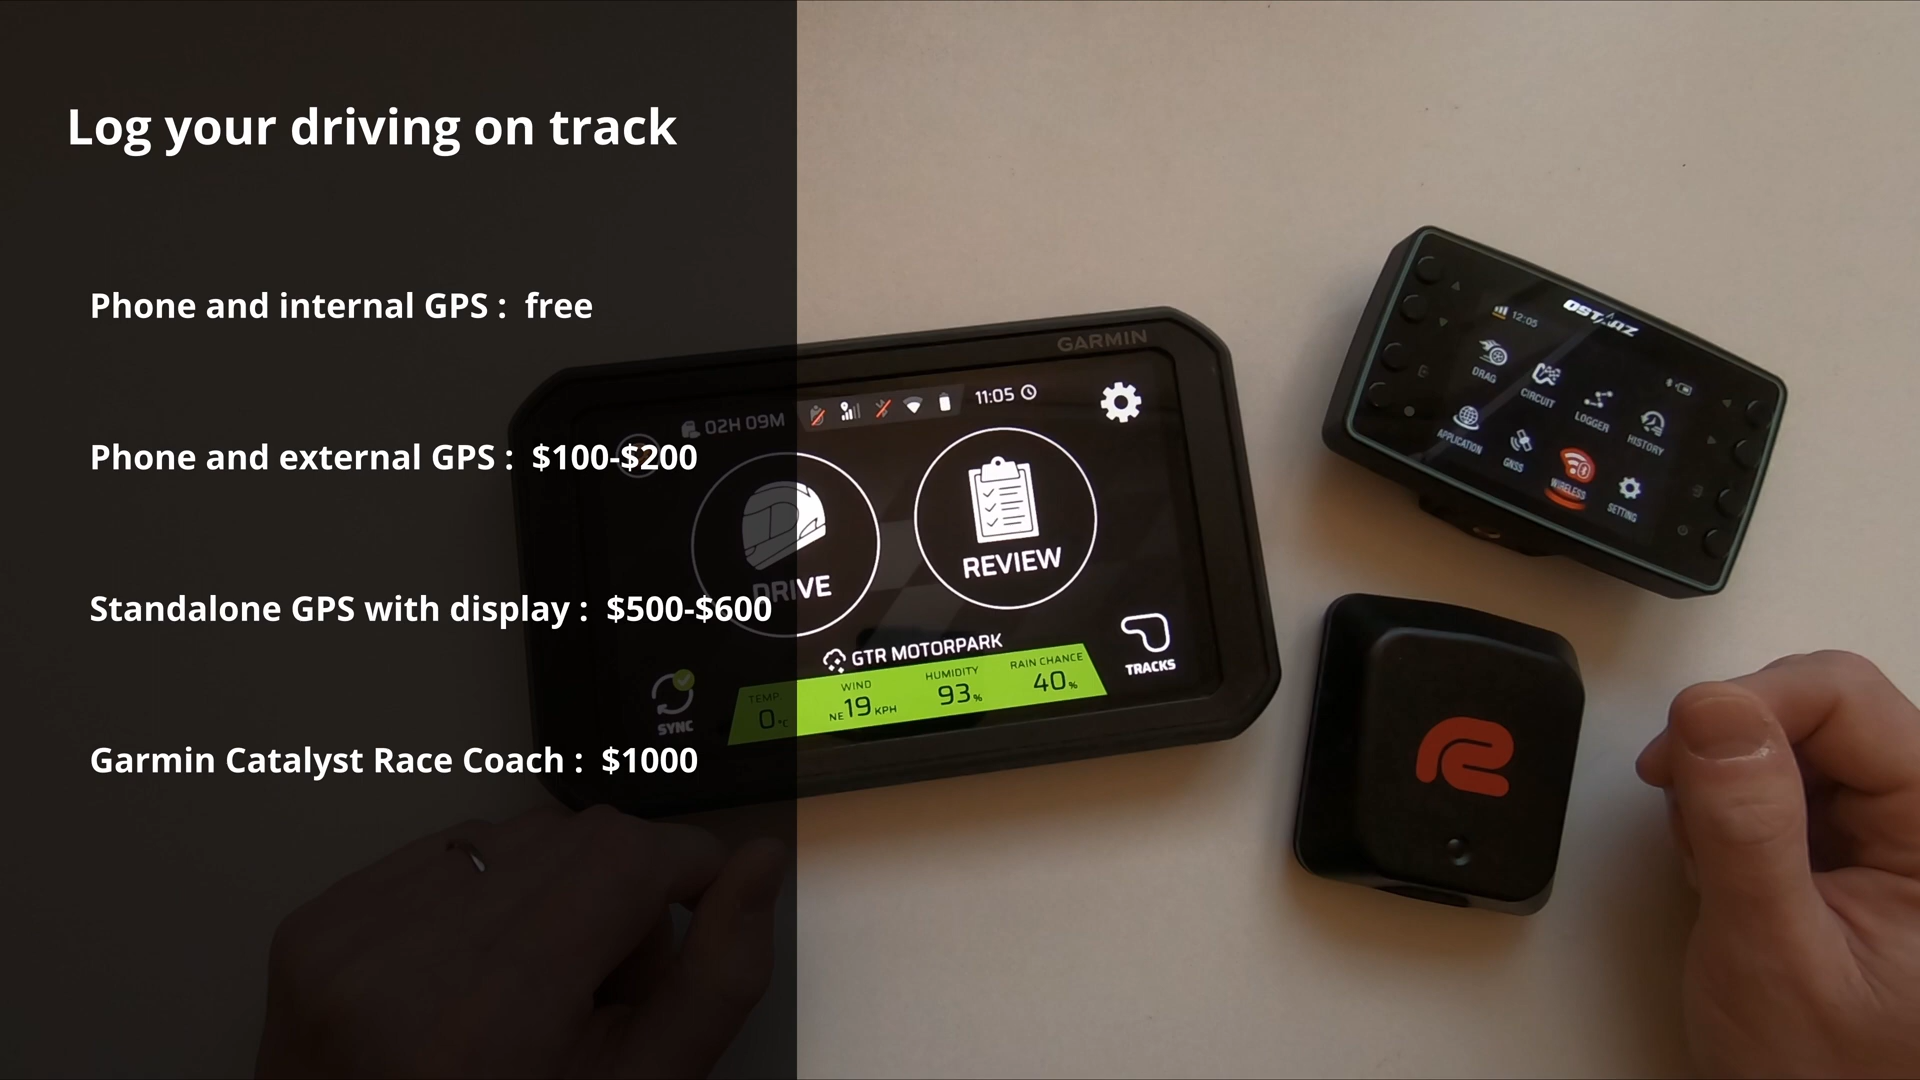 Log your driving on track
Phone and internal GPS : free
Phone and external GPS : $100-$200
Standalone GPS with display : $500-$600
Garmin Catalyst Race Coach : $1000
GARMIN
02H 09M
11:05
DRIVE
REVIEW
GTR MOTORPARK
TRACKS
SYNC
TEMP.
0°C
WIND
NE 19 KPH
HUMIDITY
93%
RAIN CHANCE
40%
OSTARZ
12:05
DRAG
CIRCUIT
LOGGER
HISTORY
APPLICATION
GNSS
WIRELESS
SETTING